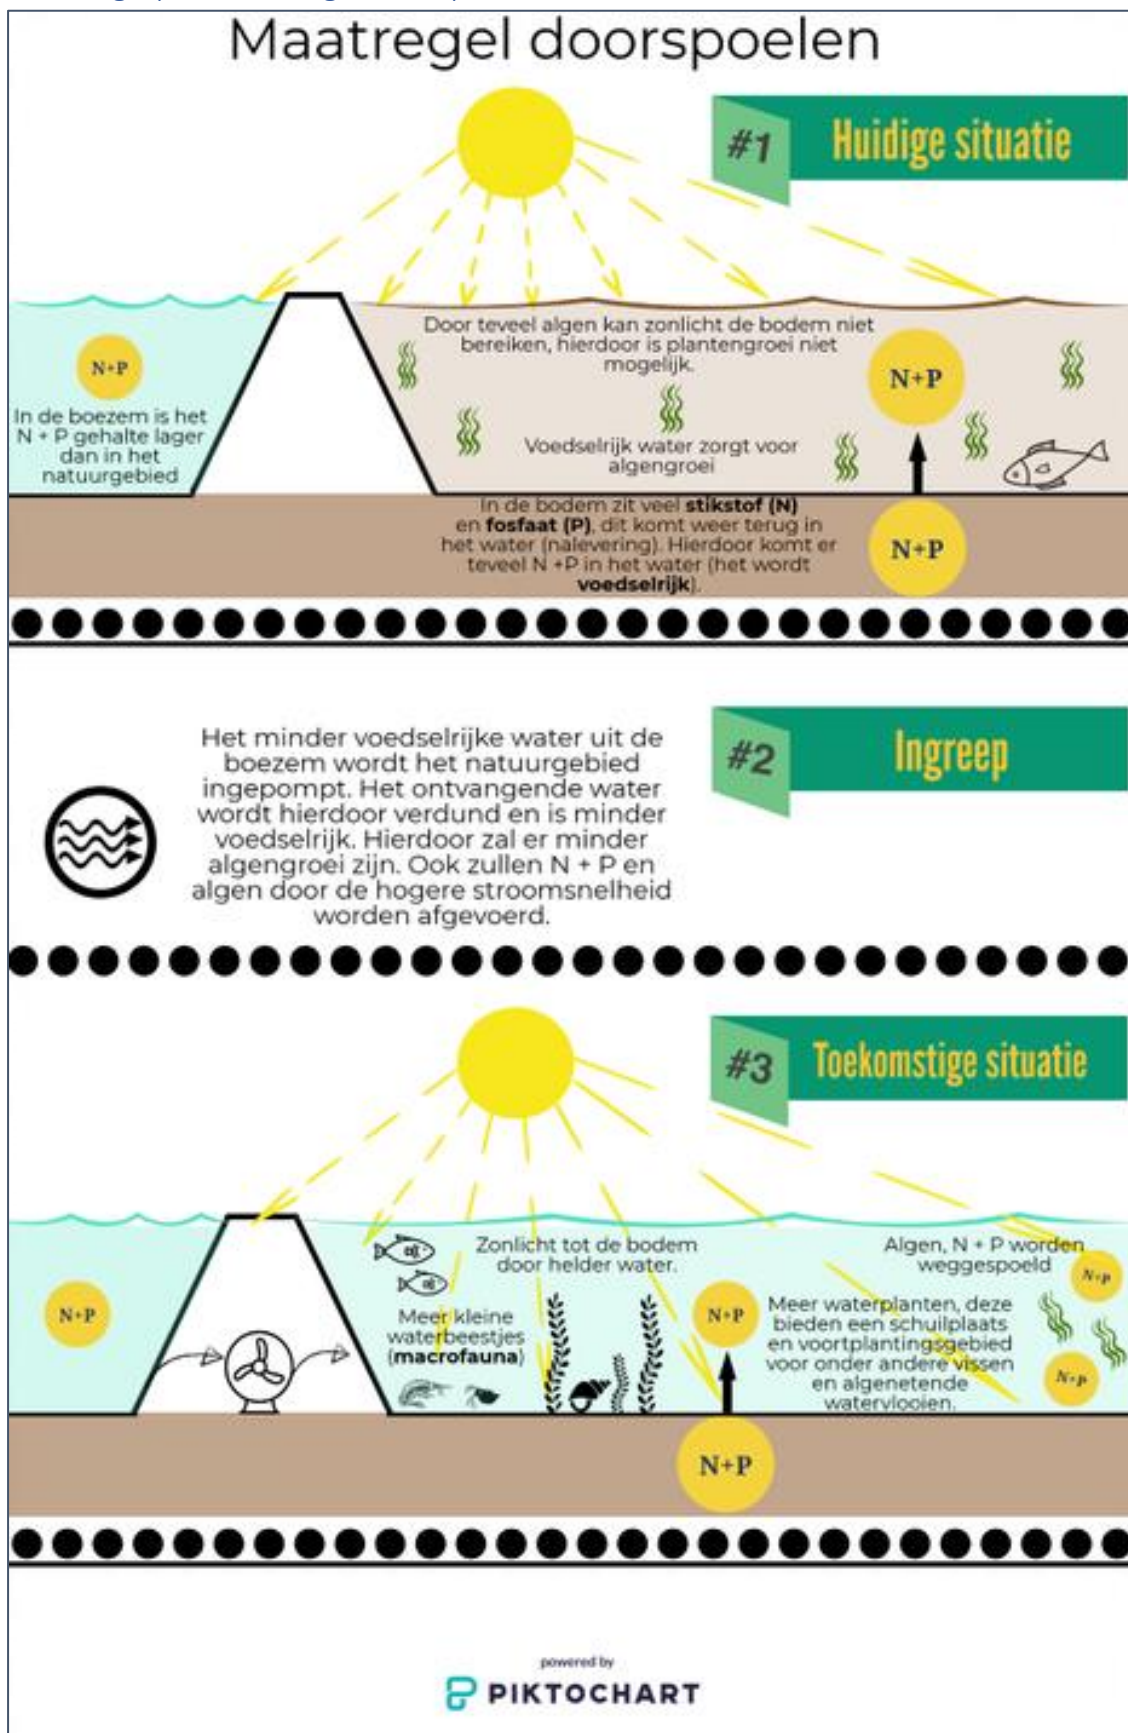 Maatregel doorspoelen
#1 Huidige situatie
Door teveel algen kan zonlicht de bodem niet
bereiken, hierdoor is plantengroei niet
mogelijk.
N+P
N+P
In de boezem is het
N + P gehalte lager
dan in het
natuurgebied
Voedselrijk water zorgt voor
algengroei
In de bodem zit veel stikstof (N)
en fosfaat (P), dit komt weer terug in
het water (nalevering). Hierdoor komt er
teveel N +P in het water (het wordt
voedselrijk).
N+P
#2 Ingreep
Het minder voedselrijke water uit de
boezem wordt het natuurgebied
ingepompt. Het ontvangende water
wordt hierdoor verdund en is minder
voedselrijk. Hierdoor zal er minder
algengroei zijn. Ook zullen N + P en
algen door de hogere stroomsnelheid
worden afgevoerd.
#3 Toekomstige situatie
Zonlicht tot de bodem
door helder water.
Algen, N + P worden
weggespoeld
N+P
N+P
N+P
Meer kleine
waterbeestjes
(macrofauna)
Meer waterplanten, deze
bieden een schuilplaats
en voortplantingsgebied
voor onder andere vissen
en algenetende
watervlooien.
N+P
N+P
powered by
PIKTOCHART